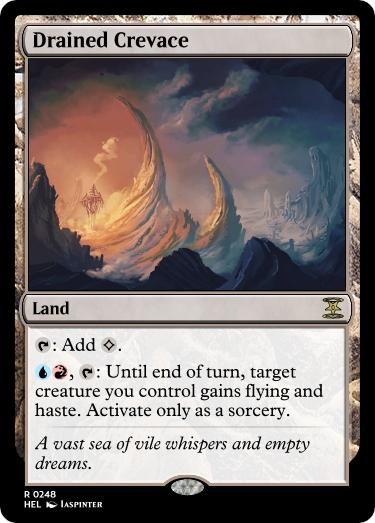 Drained Crevace
Land
: Add .
, : Until end of turn, target
creature you control gains flying and
haste. Activate only as a sorcery.
A vast sea of vile whispers and empty
dreams.
R 0248
HEL Iaspinter